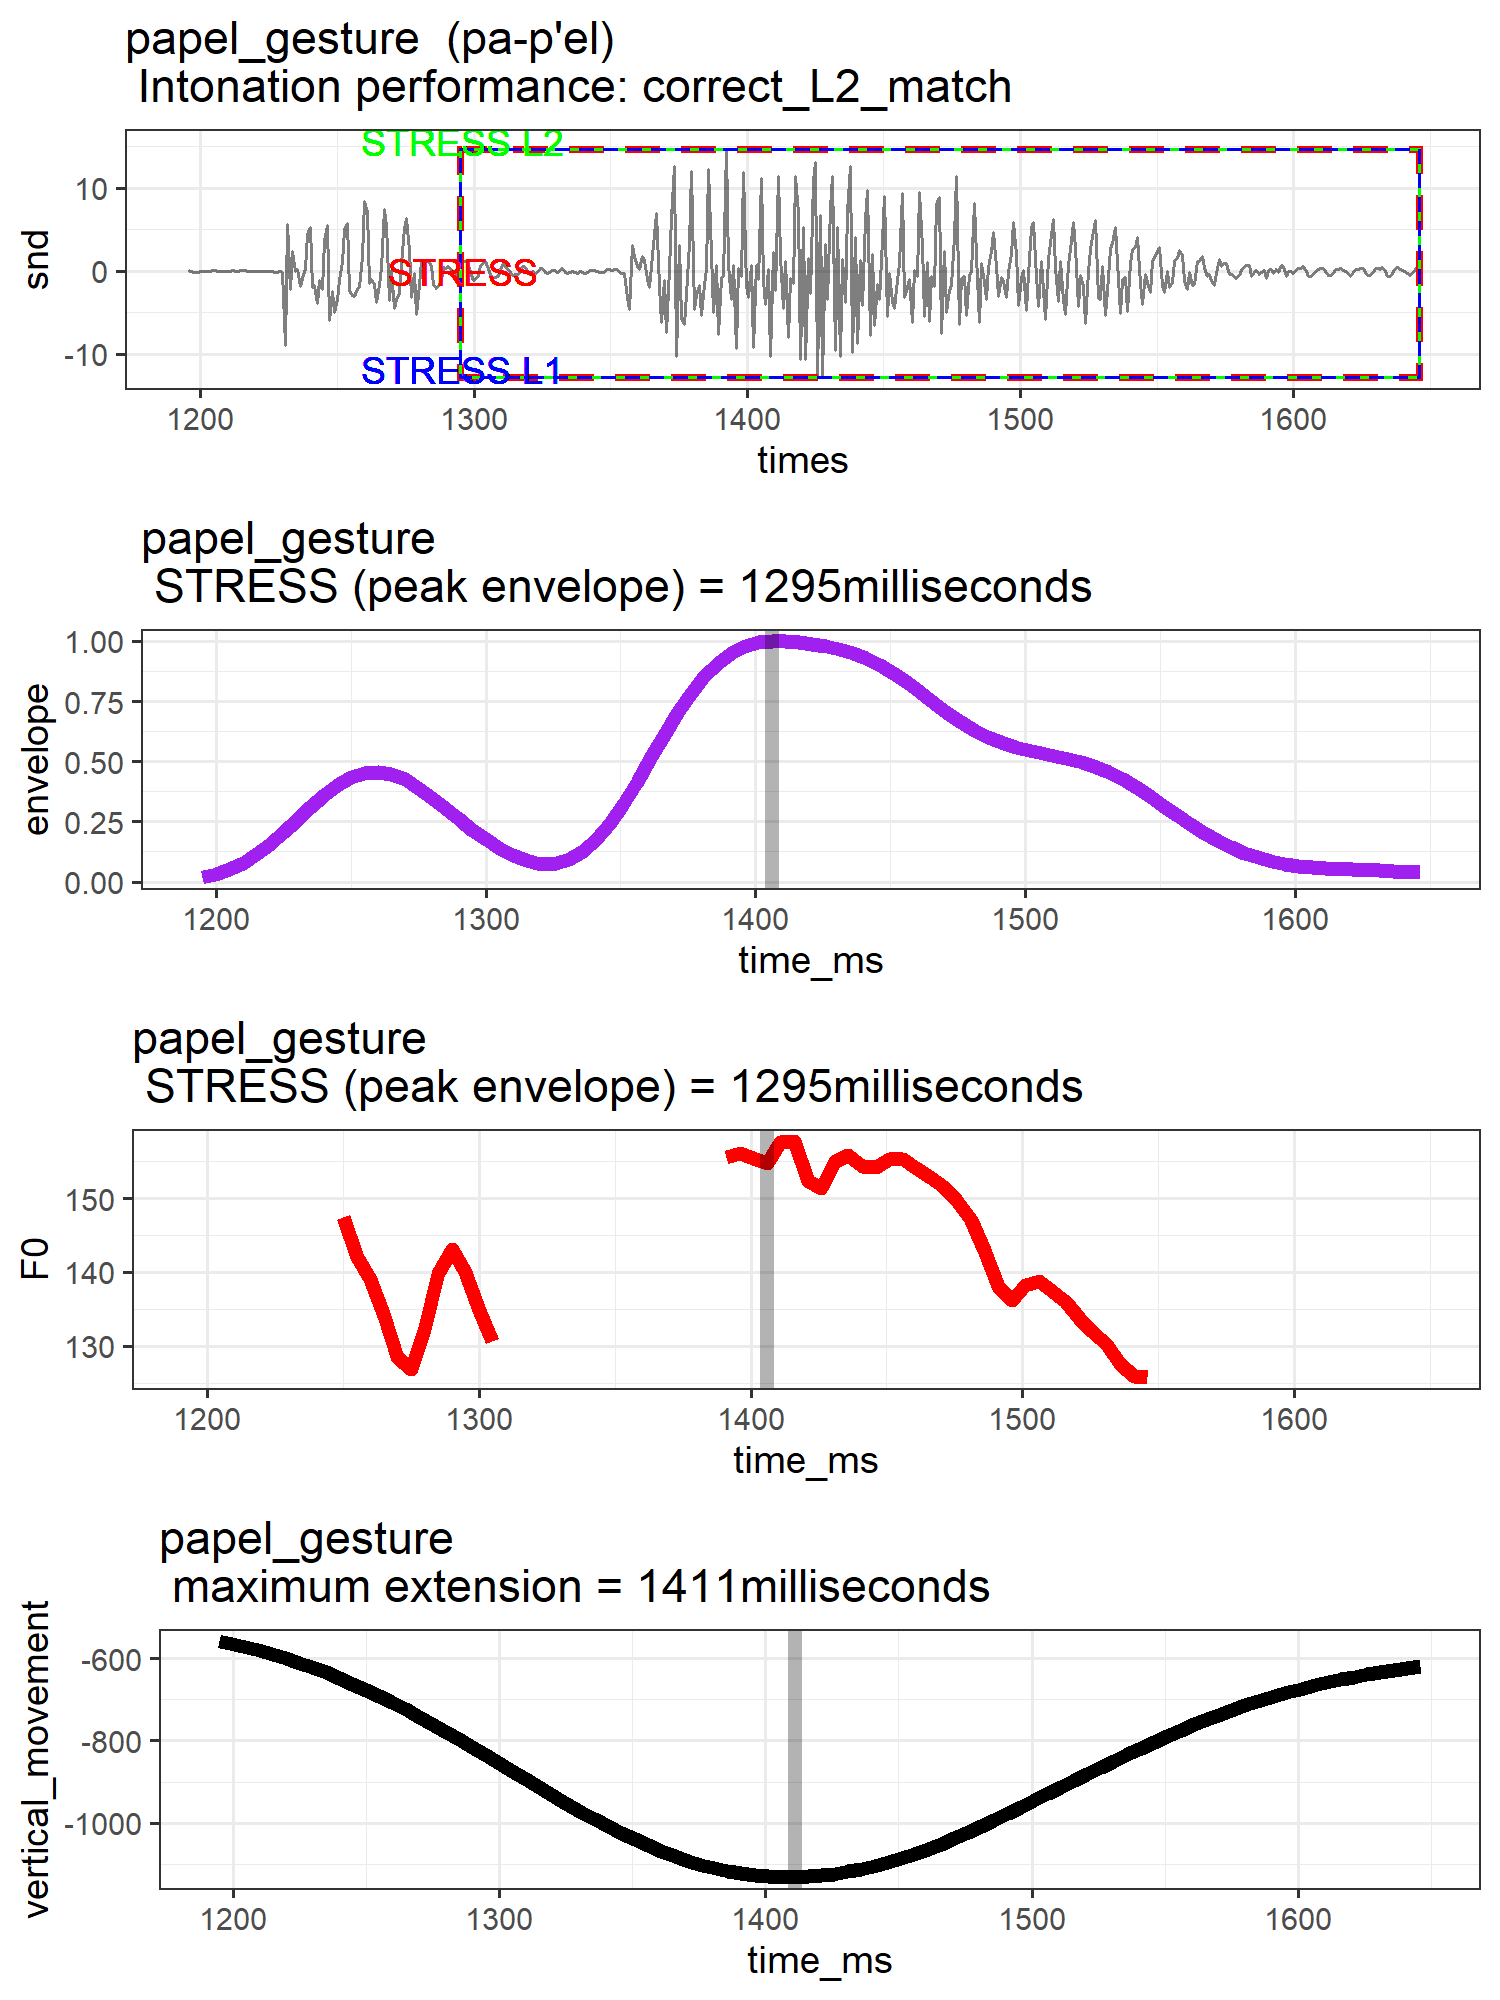 papel_gesture  (pa-p'el)
Intonation performance: correct_L2_match
STRESS L2
STRESS
STRESS L1
snd
10
0
-10
1200 1300 1400 1500 1600
times
papel_gesture
STRESS (peak envelope) = 1295milliseconds
envelope
1.00
0.75
0.50
0.25
0.00
1200 1300 1400 1500 1600
time_ms
papel_gesture
STRESS (peak envelope) = 1295milliseconds
F0
150
140
130
1200 1300 1400 1500 1600
time_ms
papel_gesture
maximum extension = 1411milliseconds
vertical_movement
-600
-800
-1000
1200 1300 1400 1500 1600
time_ms